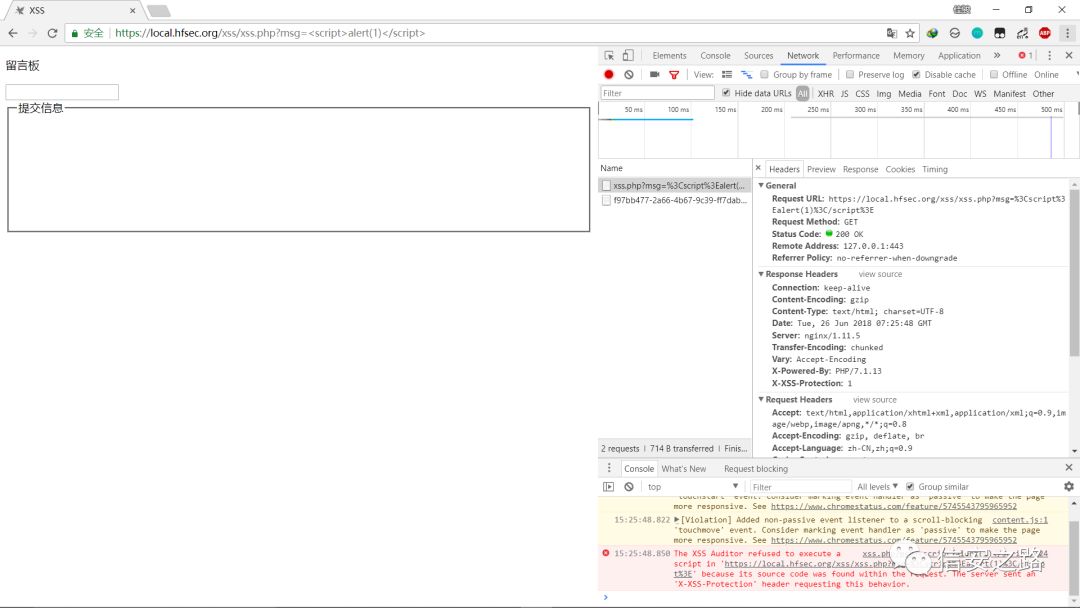 XSS
安全 https://local.hfsec.org/xss/xss.php?msg=<script>alert(1)</script>
留言板
提交信息
Elements Console Sources Network Performance Memory Application » 1
View: Group by frame Preserve log Disable cache Offline Online
Filter Hide data URLs All XHR JS CSS Img Media Font Doc WS Manifest Other
50 ms 100 ms 150 ms 200 ms 250 ms 300 ms 350 ms 400 ms 450 ms 500 ms
Name
xss.php?msg=%3Cscript%3Ealert(...
f97bb477-2a66-4b67-9c39-ff7dab...
2 requests | 714 B transferred | Finis...
× Headers Preview Response Cookies Timing
General
Request URL: https://local.hfsec.org/xss/xss.php?msg=%3Cscript%3
Ealert(1)%3C/script%3E
Request Method: GET
Status Code: 200 OK
Remote Address: 127.0.0.1:443
Referrer Policy: no-referrer-when-downgrade
Response Headers view source
Connection: keep-alive
Content-Encoding: gzip
Content-Type: text/html; charset=UTF-8
Date: Tue, 26 Jun 2018 07:25:48 GMT
Server: nginx/1.11.5
Transfer-Encoding: chunked
Vary: Accept-Encoding
X-Powered-By: PHP/7.1.13
X-XSS-Protection: 1
Request Headers view source
Accept: text/html,application/xhtml+xml,application/xml;q=0.9,im
age/webp,image/apng,*/*;q=0.8
Accept-Encoding: gzip, deflate, br
Accept-Language: zh-CN,zh;q=0.9
Console What's New Request blocking
top Filter All levels Group similar
'touchstart' event. Consider marking event handler as 'passive' to make the page
more responsive. See https://www.chromestatus.com/feature/5745543795965952
15:25:48.822 [Violation] Added non-passive event listener to a scroll-blocking content.js:1
'touchmove' event. Consider marking event handler as 'passive' to make the page
more responsive. See https://www.chromestatus.com/feature/5745543795965952
15:25:48.850 The XSS Auditor refused to execute a
script in 'https://local.hfsec.org/xss/xss.php?
t%3E' because its source code was found within the request. The server sent an
'X-XSS-Protection' header requesting this behavior.
信安之路